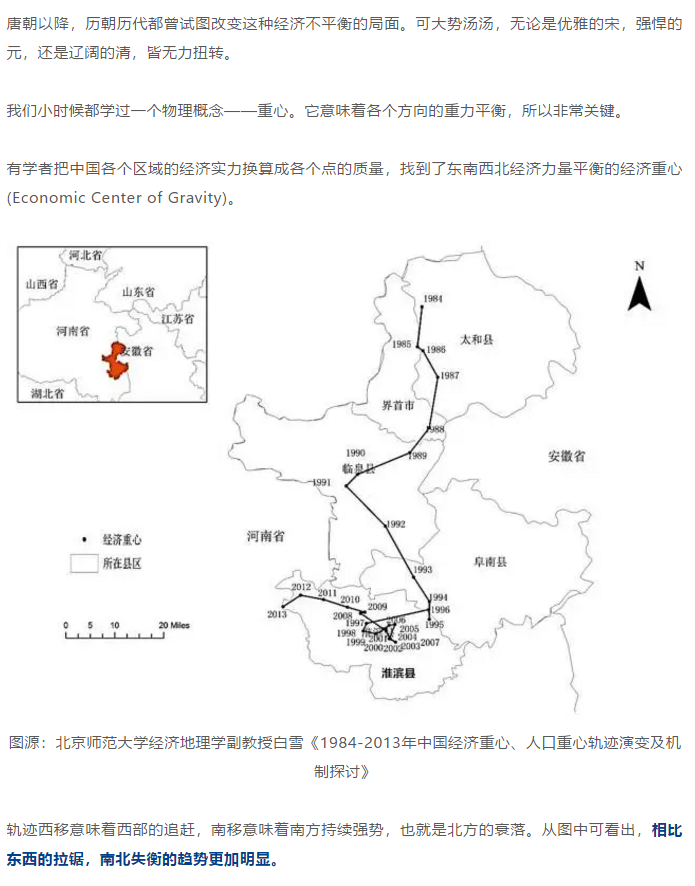 唐朝以降，历朝历代都曾试图改变这种经济不平衡的局面。可大势汤汤，无论是优雅的宋，强悍的
元，还是辽阔的清，皆无力扭转。
我们小时候都学过一个物理概念——重心。它意味着各个方向的重力平衡，所以非常关键。
有学者把中国各个区域的经济实力换算成各个点的质量，找到了东南西北经济力量平衡的经济重心
(Economic Center of Gravity)。
河北省
山西省
山东省
河南省
江苏省
安徽省
湖北省
N
1984
太和县
1985
1986
1987
界首市
1988
1989
1990
临泉县
安徽省
1991
1992
河南省
经济重心
所在县区
1993
阜南县
1994
1996
1995
2012
2011
2010
2009
2013
2008
1997
2006
1998
2005
1999
2001
2004
2000
2002
2003
2007
0 5 10 20 Miles
淮滨县
图源：北京师范大学经济地理学副教授白雪《1984-2013年中国经济重心、人口重心轨迹演变及机
制探讨》
轨迹西移意味着西部的追赶，南移意味着南方持续强势，也就是北方的衰落。从图中可看出，相比
东西的拉锯，南北失衡的趋势更加明显。